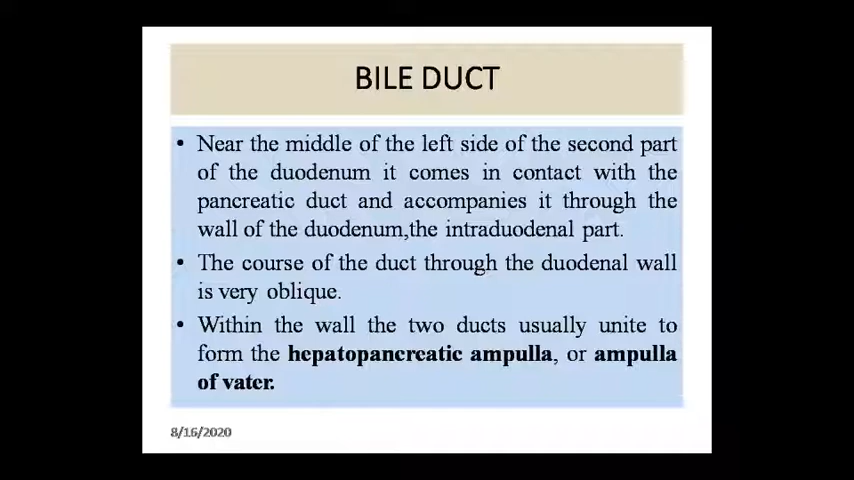 BILE DUCT
• Near the middle of the left side of the second part
of the duodenum it comes in contact with the
pancreatic duct and accompanies it through the
wall of the duodenum,the intraduodenal part.
• The course of the duct through the duodenal wall
is very oblique.
• Within the wall the two ducts usually unite to
form the hepatopancreatic ampulla, or ampulla
of vater.
8/16/2020